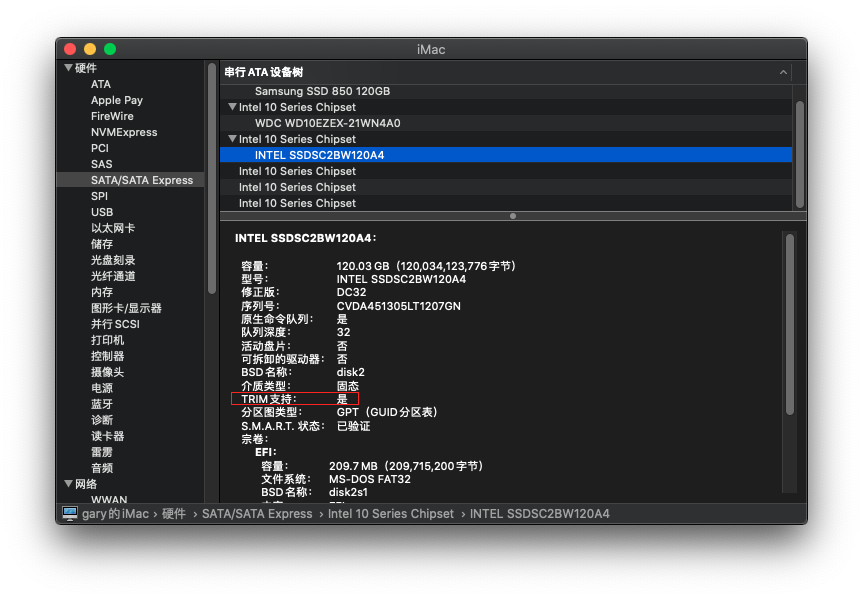 iMac
硬件
ATA
Apple Pay
FireWire
NVMExpress
PCI
SAS
SATA/SATA Express
SPI
USB
以太网卡
储存
光盘刻录
光纤通道
内存
图形卡/显示器
并行 SCSI
打印机
控制器
摄像头
电源
蓝牙
诊断
读卡器
雷雳
音频
网络
WWAN
串行 ATA 设备树
Samsung SSD 850 120GB
Intel 10 Series Chipset
WDC WD10EZEX-21WN4A0
Intel 10 Series Chipset
INTEL SSDSC2BW120A4
Intel 10 Series Chipset
Intel 10 Series Chipset
Intel 10 Series Chipset
INTEL SSDSC2BW120A4:
容量: 120.03 GB（120,034,123,776 字节）
型号: INTEL SSDSC2BW120A4
修正版: DC32
序列号: CVDA451305LT1207GN
原生命令队列: 是
队列深度: 32
活动盘片: 否
可拆卸的驱动器: 否
BSD 名称: disk2
介质类型: 固态
TRIM 支持: 是
分区图类型: GPT（GUID 分区表）
S.M.A.R.T. 状态: 已验证
宗卷:
EFI:
容量: 209.7 MB（209,715,200 字节）
文件系统: MS-DOS FAT32
BSD 名称: disk2s1
gary的 iMac › 硬件 › SATA/SATA Express › Intel 10 Series Chipset › INTEL SSDSC2BW120A4